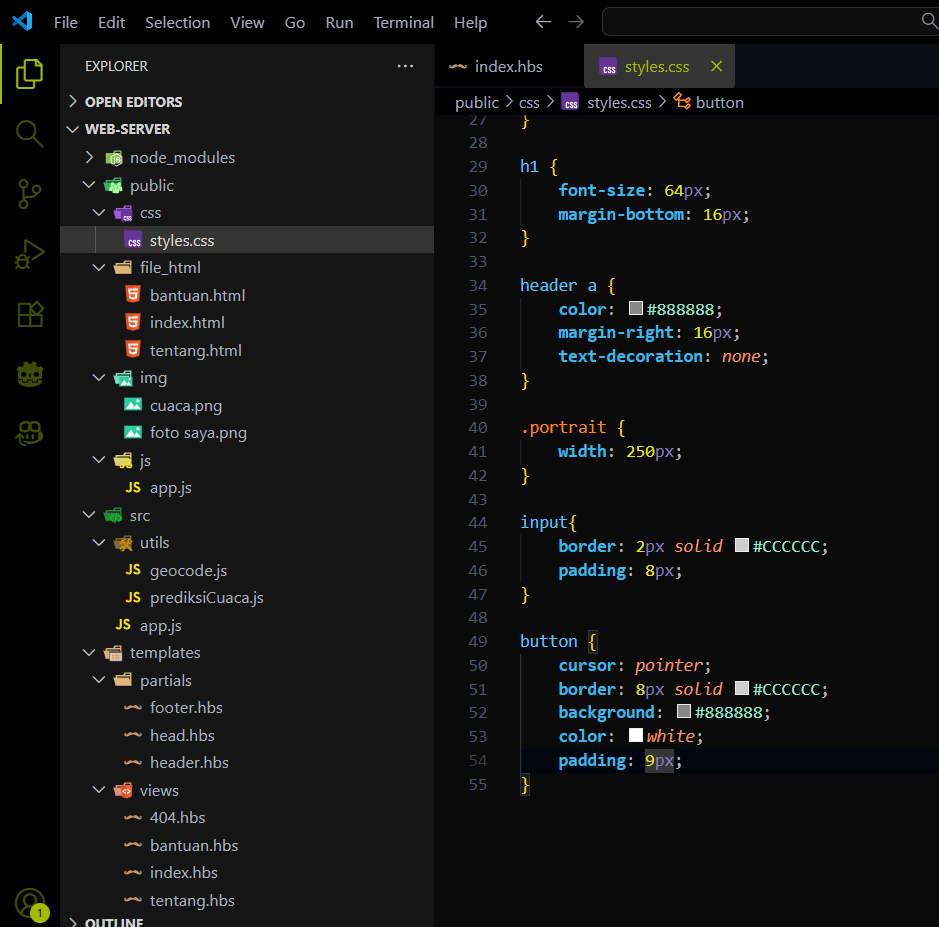 File Edit Selection View Go Run Terminal Help
EXPLORER
OPEN EDITORS
WEB-SERVER
node_modules
public
css
styles.css
file_html
bantuan.html
index.html
tentang.html
img
cuaca.png
foto saya.png
js
JS app.js
src
utils
JS geocode.js
JS prediksiCuaca.js
JS app.js
templates
partials
footer.hbs
head.hbs
header.hbs
views
404.hbs
bantuan.hbs
index.hbs
tentang.hbs
OUTLINE
1
index.hbs styles.css
public > css > styles.css > button
27 }
28
29 h1 {
30 font-size: 64px;
31 margin-bottom: 16px;
32 }
33
34 header a {
35 color: #888888;
36 margin-right: 16px;
37 text-decoration: none;
38 }
39
40 .portrait {
41 width: 250px;
42 }
43
44 input{
45 border: 2px solid #CCCCCC;
46 padding: 8px;
47 }
48
49 button {
50 cursor: pointer;
51 border: 8px solid #CCCCCC;
52 background: #888888;
53 color: white;
54 padding: 9px;
55 }